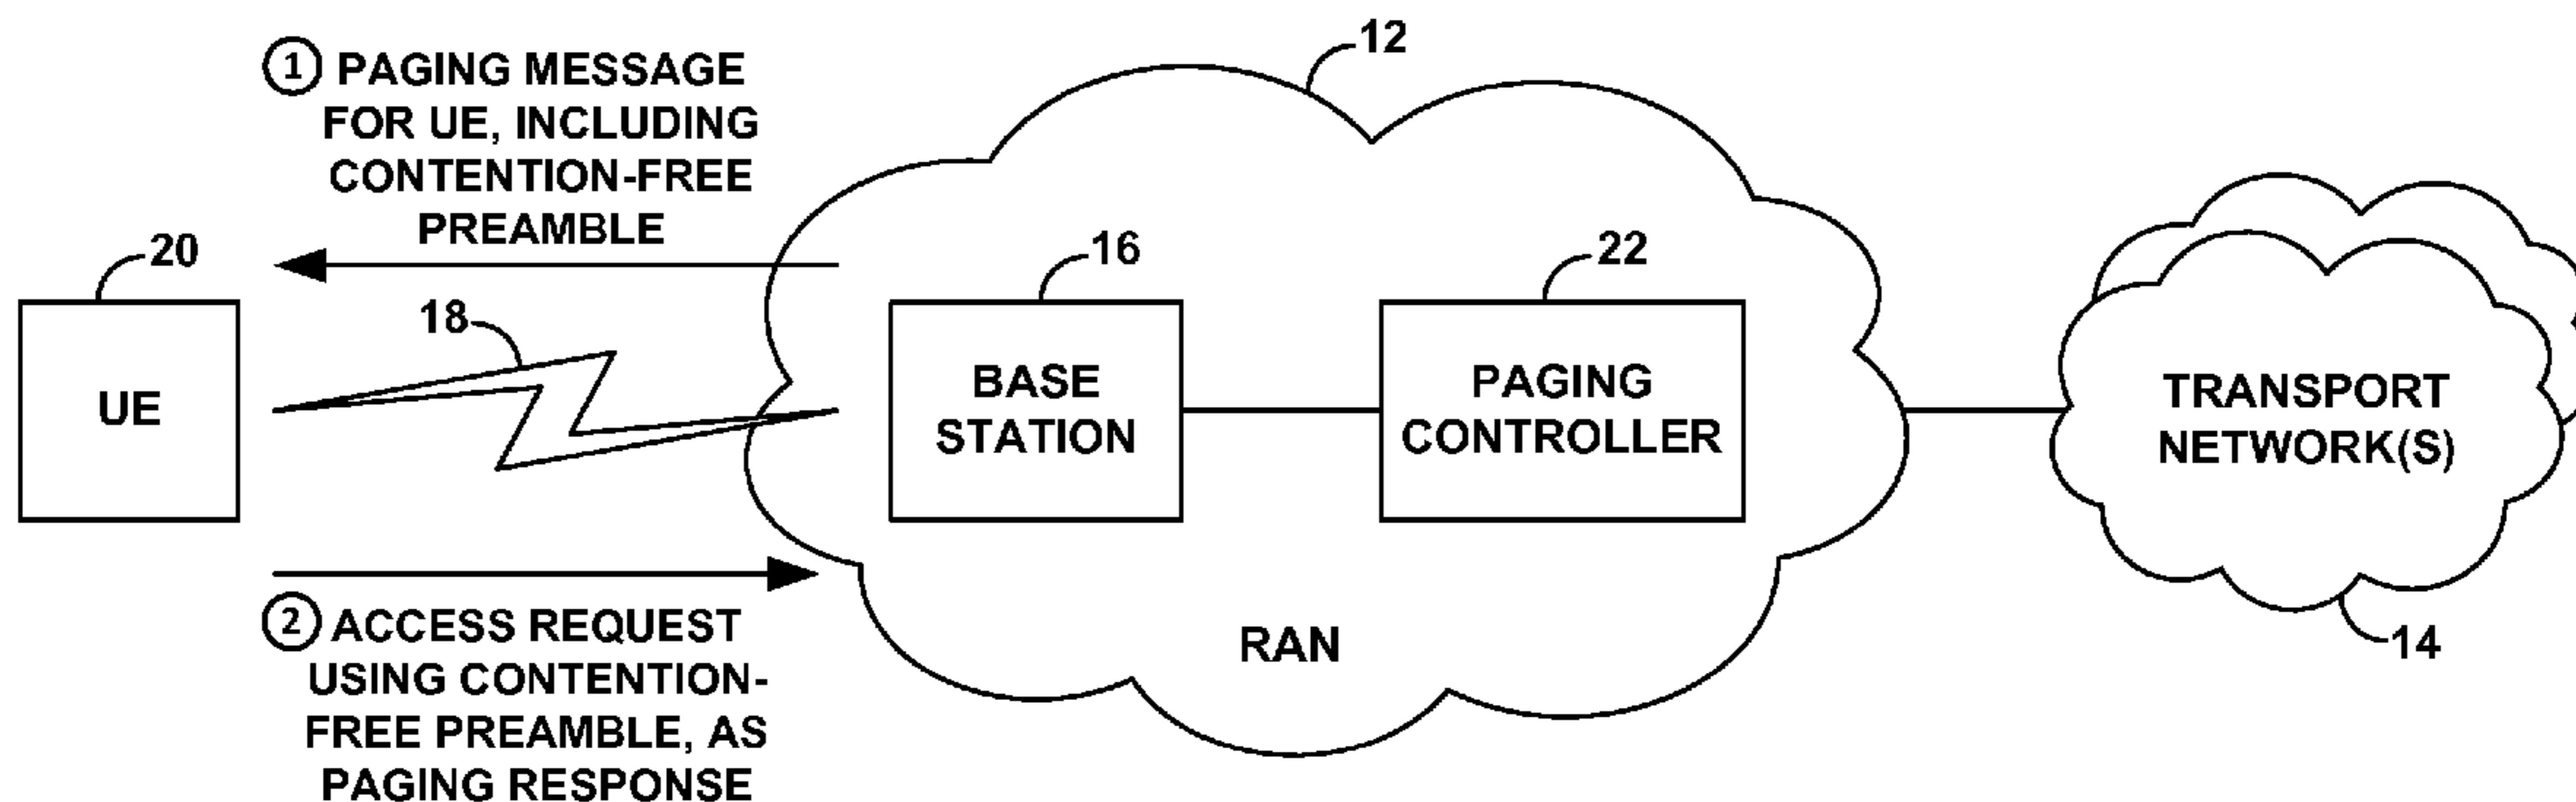 ① PAGING MESSAGE
FOR UE, INCLUDING
CONTENTION-FREE
PREAMBLE
12
20
18
16
22
UE
BASE
STATION
PAGING
CONTROLLER
TRANSPORT
NETWORK(S)
② ACCESS REQUEST
USING CONTENTION-
FREE PREAMBLE, AS
PAGING RESPONSE
RAN
14